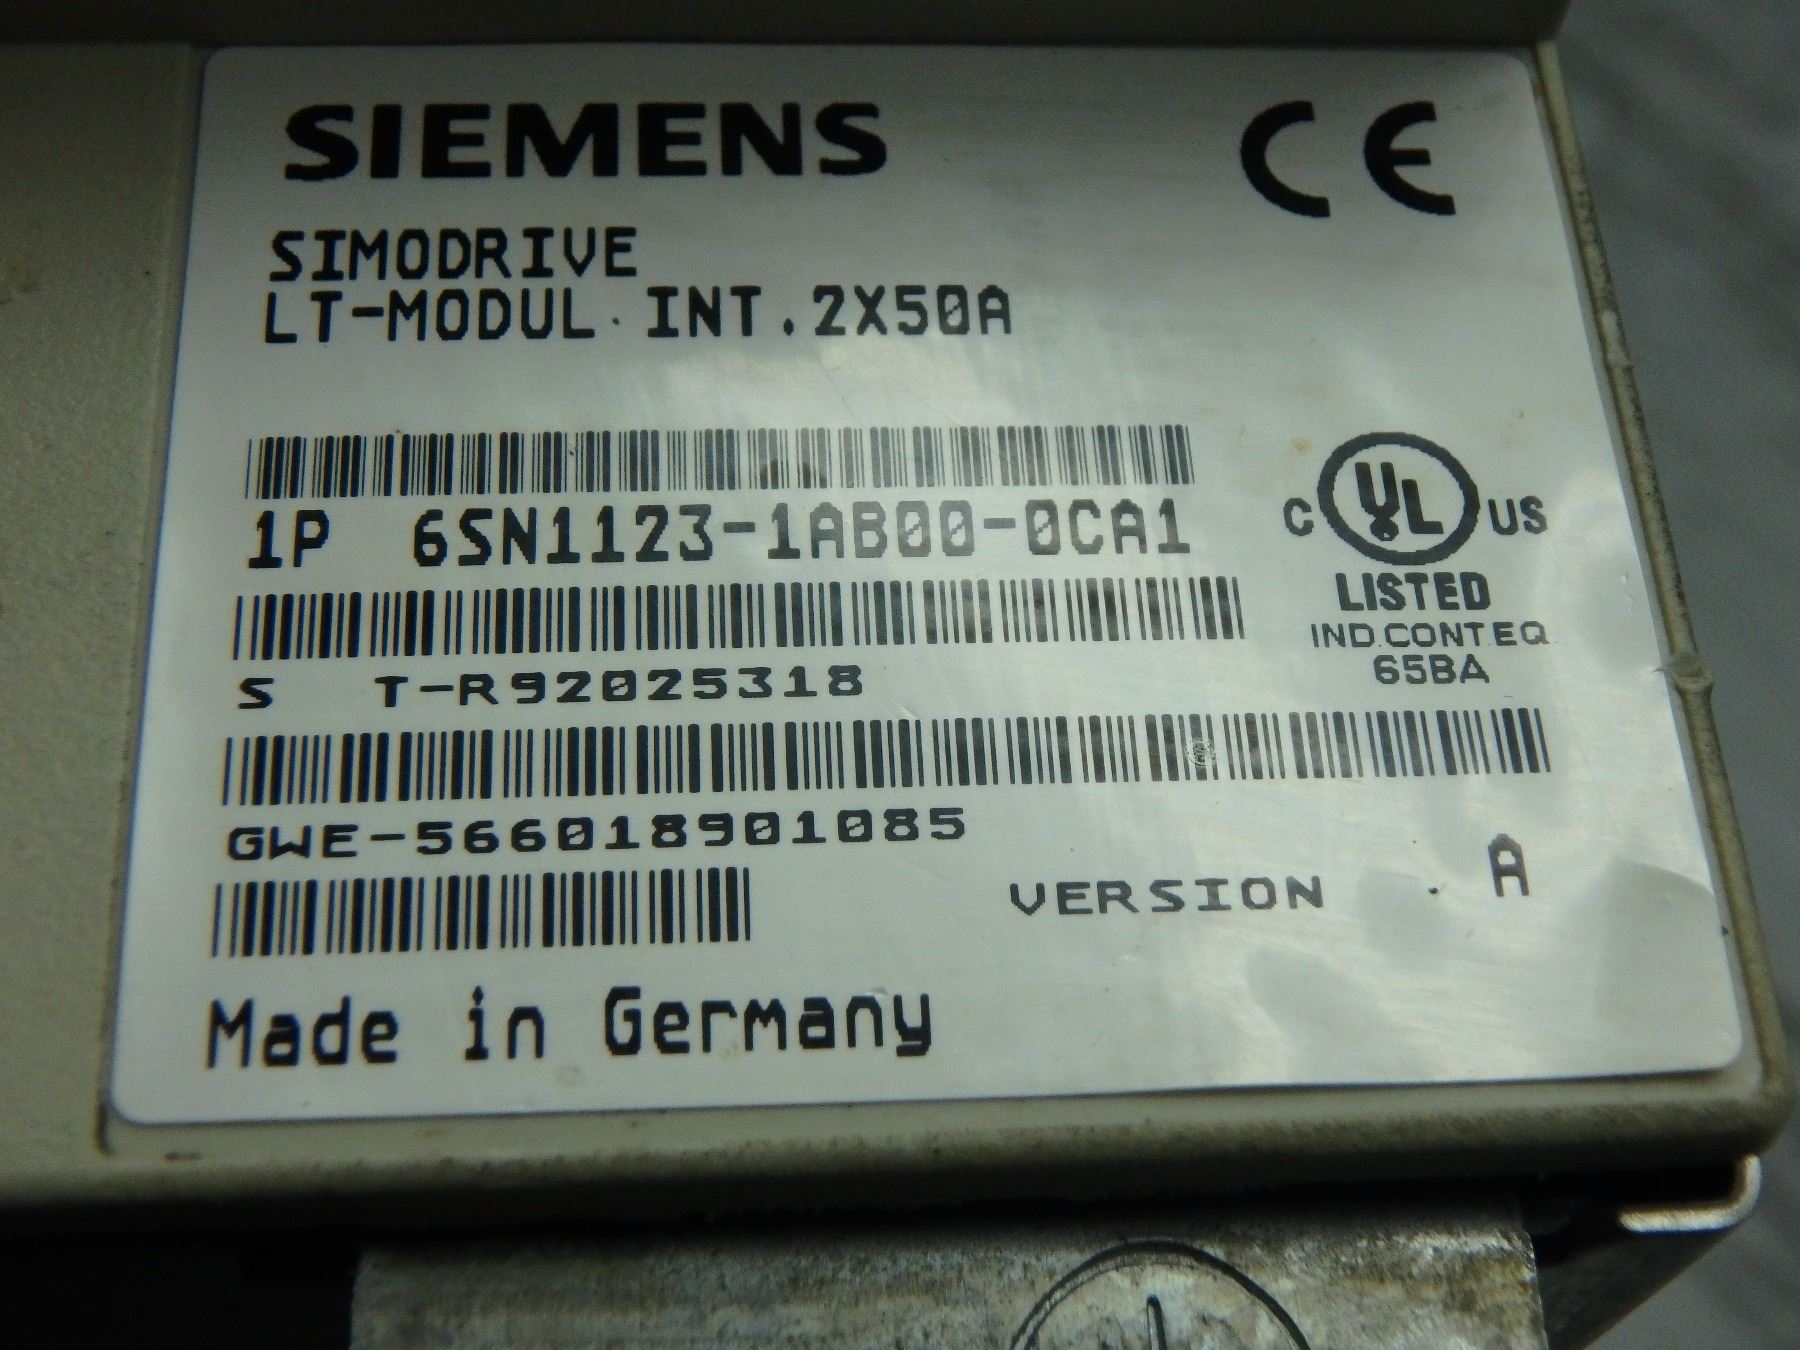 SIEMENS
CE
SIMODRIVE
LT-MODUL INT.2X50A
1P 6SN1123-1AB00-0CA1
C UL US
LISTED
IND.CONT.EQ
65BA
S T-R92025318
GWE-566018901085
VERSION A
Made in Germany